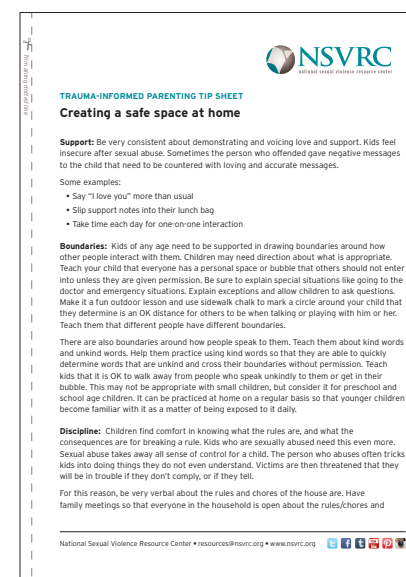 Trim along dotted line
NSVRC
national sexual violence resource center
TRAUMA-INFORMED PARENTING TIP SHEET
Creating a safe space at home
Support: Be very consistent about demonstrating and voicing love and support. Kids feel
insecure after sexual abuse. Sometimes the person who offended gave negative messages
to the child that need to be countered with loving and accurate messages.
Some examples:
• Say “I love you” more than usual
• Slip support notes into their lunch bag
• Take time each day for one-on-one interaction
Boundaries: Kids of any age need to be supported in drawing boundaries around how
other people interact with them. Children may need direction about what is appropriate.
Teach your child that everyone has a personal space or bubble that others should not enter
into unless they are given permission. Be sure to explain special situations like going to the
doctor and emergency situations. Explain exceptions and allow children to ask questions.
Make it a fun outdoor lesson and use sidewalk chalk to mark a circle around your child that
they determine is an OK distance for others to be when talking or playing with him or her.
Teach them that different people have different boundaries.
There are also boundaries around how people speak to them. Teach them about kind words
and unkind words. Help them practice using kind words so that they are able to quickly
determine words that are unkind and cross their boundaries without permission. Teach
kids that it is OK to walk away from people who speak unkindly to them or get in their
bubble. This may not be appropriate with small children, but consider it for preschool and
school age children. It can be practiced at home on a regular basis so that younger children
become familiar with it as a matter of being exposed to it daily.
Discipline: Children find comfort in knowing what the rules are, and what the
consequences are for breaking a rule. Kids who are sexually abused need this even more.
Sexual abuse takes away all sense of control for a child. The person who abuses often tricks
kids into doing things they do not even understand. Victims are then threatened that they
will be in trouble if they don’t comply, or if they tell.
For this reason, be very verbal about the rules and chores of the house are. Have
family meetings so that everyone in the household is open about the rules/chores and
National Sexual Violence Resource Center • resources@nsvrc.org • www.nsvrc.org